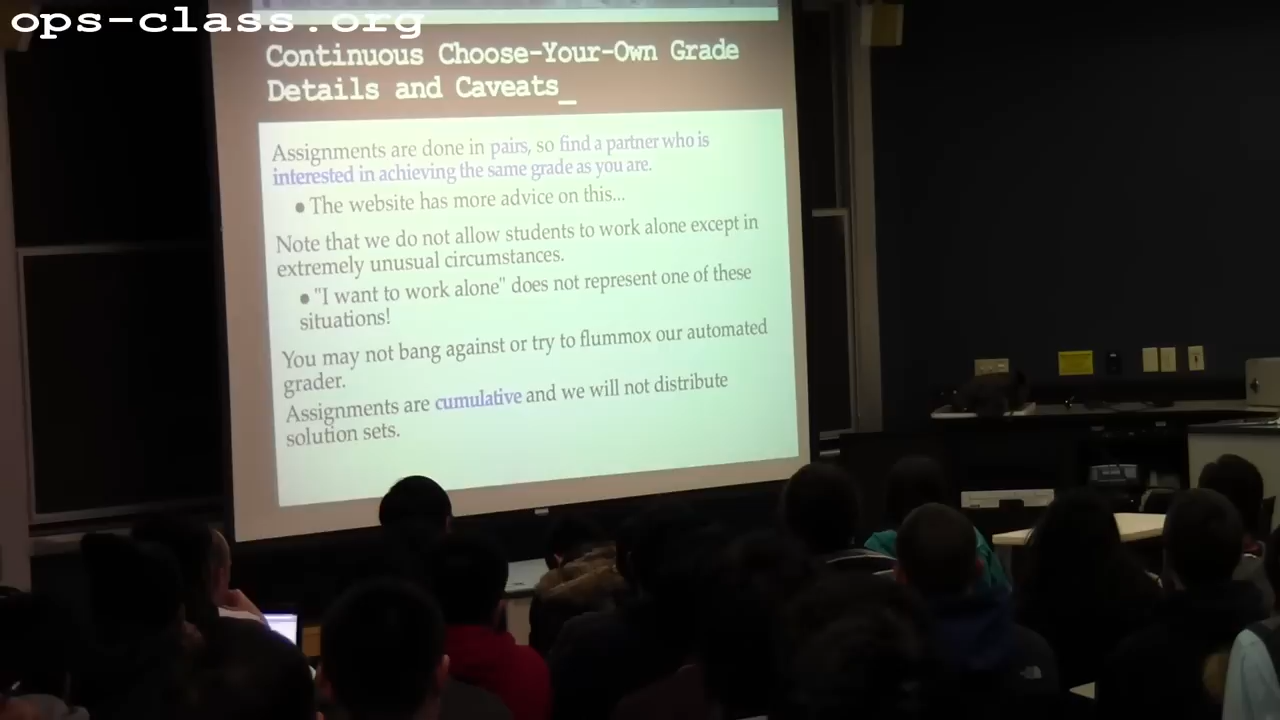 ops-class.org
Continuous Choose-Your-Own Grade
Details and Caveats_
Assignments are done in pairs, so find a partner who is
interested in achieving the same grade as you are.
● The website has more advice on this...
Note that we do not allow students to work alone except in
extremely unusual circumstances.
● "I want to work alone" does not represent one of these
situations!
You may not bang against or try to flummox our automated
grader.
Assignments are cumulative and we will not distribute
solution sets.